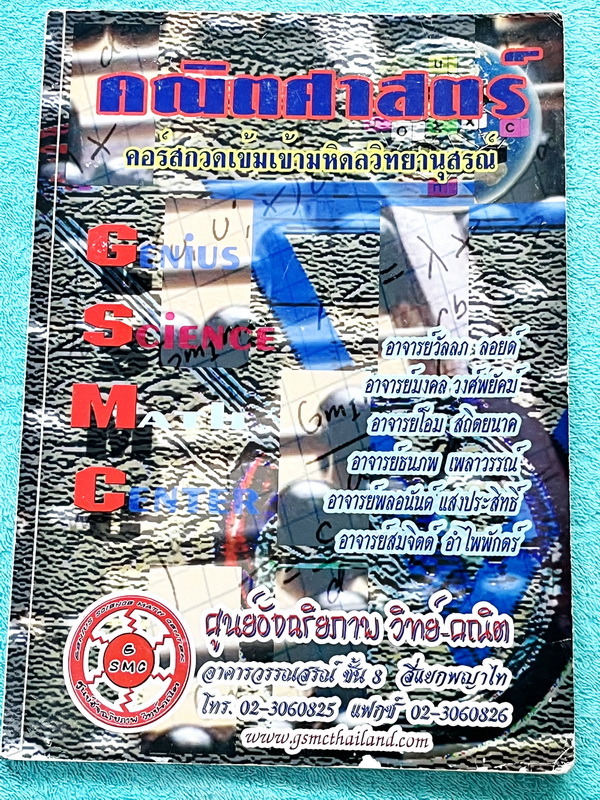 คณิตศาสตร์
คอร์สกวดเข้มเข้ามหิดลวิทยานุสรณ์
GENiUS
SCiENCE
MATH
CENTER
อาจารย์วัลลภ ลอยด์
อาจารย์มงคล วงศ์พยัคฆ์
อาจารย์โอม สถิตยนาค
อาจารย์ธนภพ เพลาวรรณ์
อาจารย์พลอนันต์ แสงประสิทธิ์
อาจารย์สมจิตต์ อำไพพักตร์
G
SMC
ศูนย์อัจฉริยภาพ วิทย์-คณิต
อาคารวรรณสรณ์ ชั้น 8 สี่แยกพญาไท
โทร. 02-3060825 แฟกซ์ 02-3060826
www.gsmcthailand.com